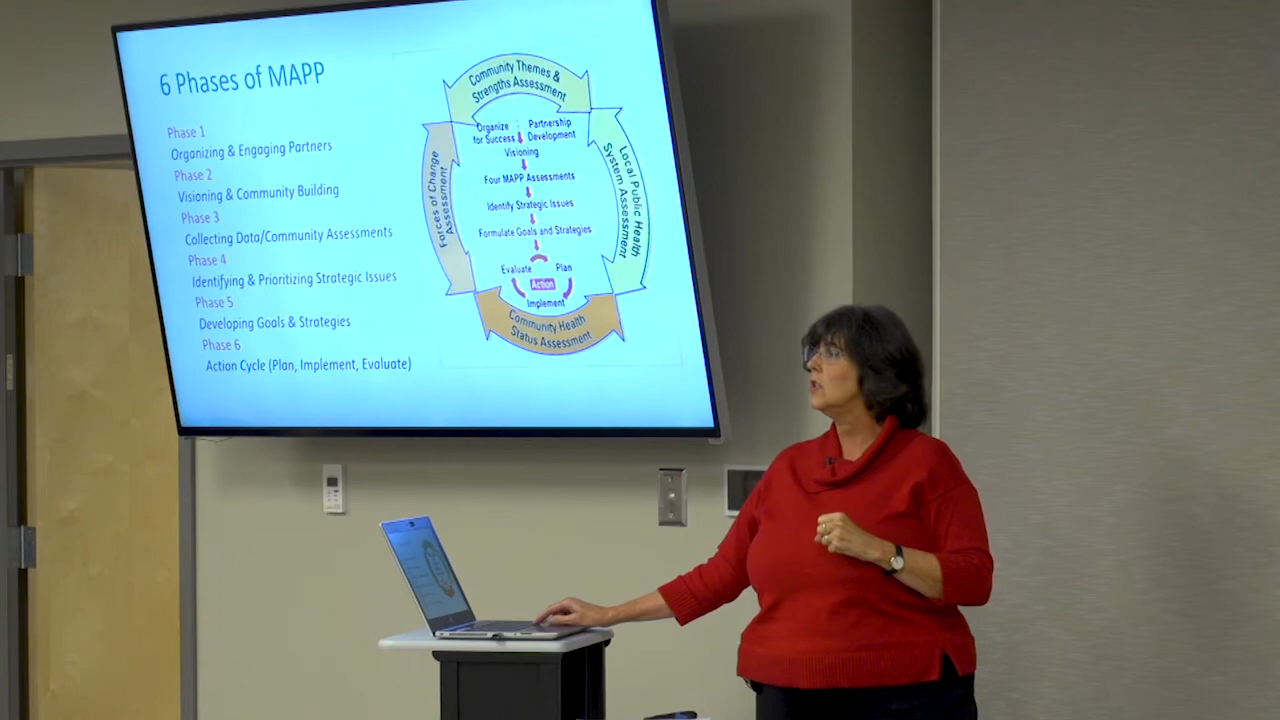 6 Phases of MAPP
Phase 1
Organizing & Engaging Partners
Phase 2
Visioning & Community Building
Phase 3
Collecting Data/Community Assessments
Phase 4
Identifying & Prioritizing Strategic Issues
Phase 5
Developing Goals & Strategies
Phase 6
Action Cycle (Plan, Implement, Evaluate)
Community Themes &
Strengths Assessment
Organize
for Success
Partnership
Development
Visioning
Four MAPP Assessments
Identify Strategic Issues
Formulate Goals and Strategies
Evaluate
Plan
Action
Implement
Forces of Change
Assessment
Local Public Health
System Assessment
Community Health
Status Assessment